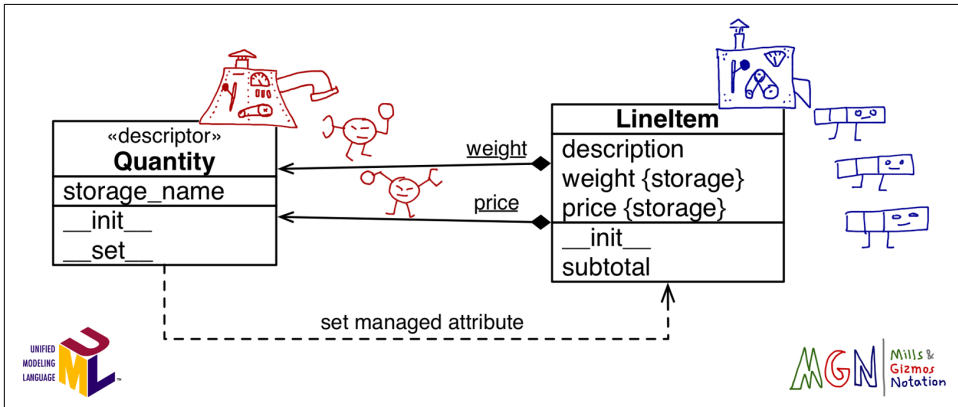 «descriptor»
Quantity
storage_name
__init__
__set__
weight
price
LineItem
description
weight {storage}
price {storage}
__init__
subtotal
set managed attribute
UNIFIED
MODELING
LANGUAGE
UML
TM
MGN
Mills &
Gizmos
Notation